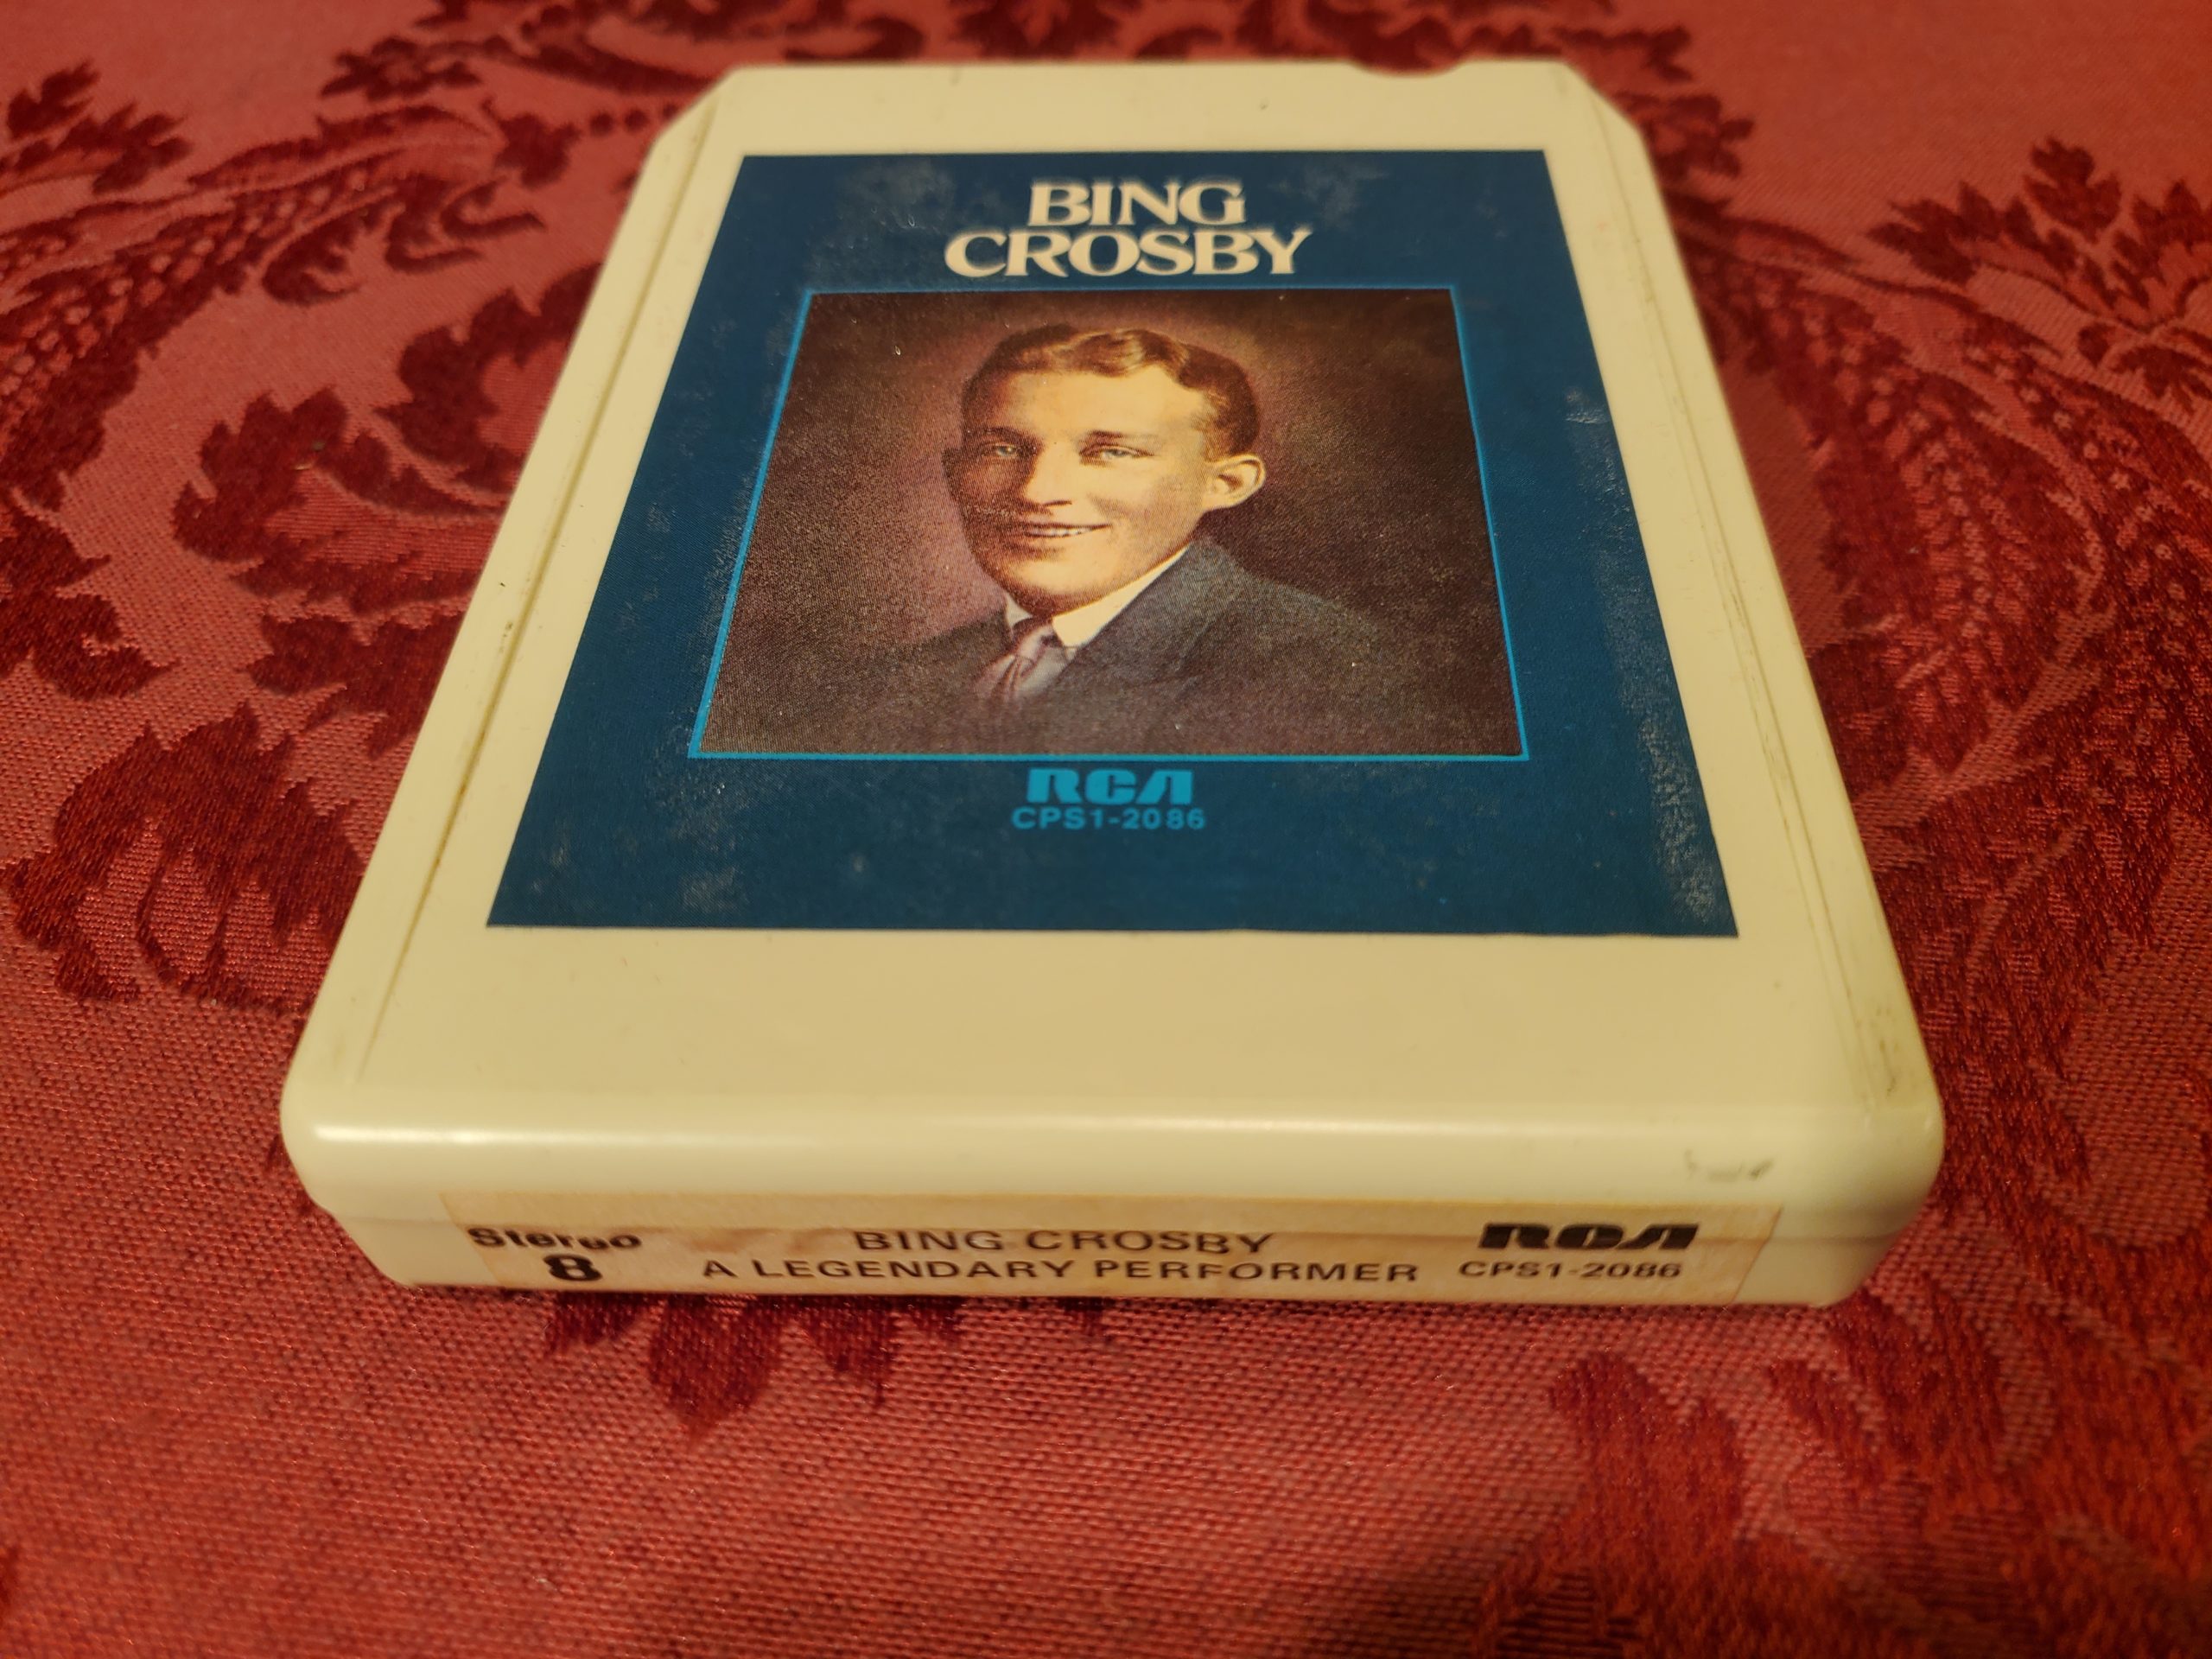 BING
CROSBY
RCA
CPS1-2086
Stereo
8
BING CROSBY
A LEGENDARY PERFORMER
RCA
CPS1-2086